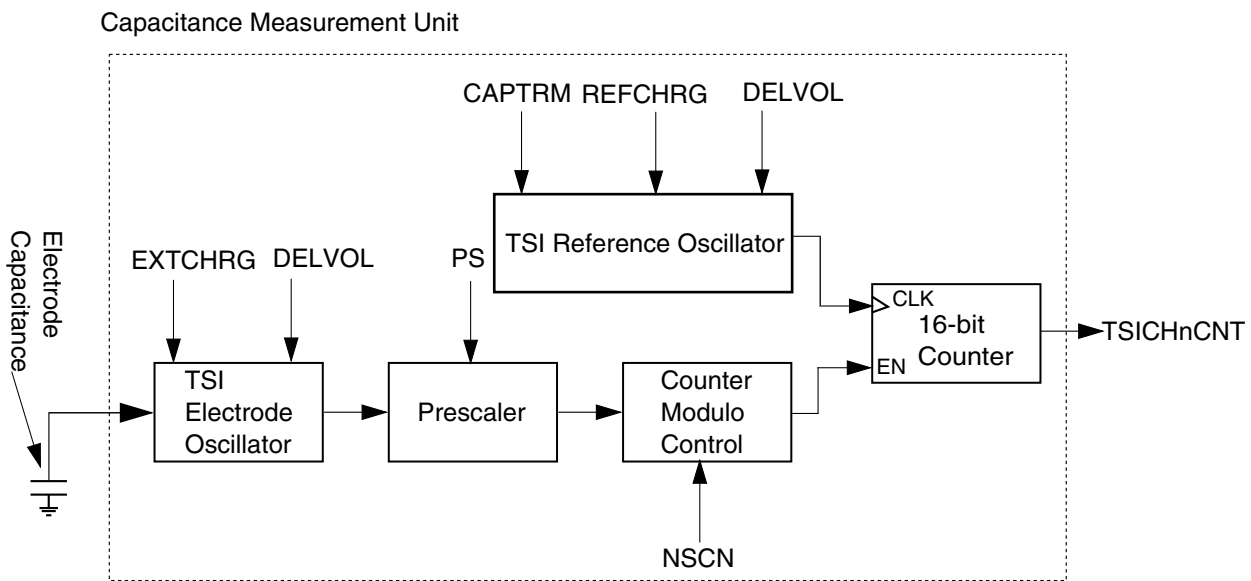 Capacitance Measurement Unit
CAPTRM REFCHRG DELVOL
TSI Reference Oscillator
Electrode
Capacitance
EXTCHRG DELVOL
PS
CLK
16-bit
Counter
EN
TSICHnCNT
TSI
Electrode
Oscillator
Prescaler
Counter
Modulo
Control
NSCN